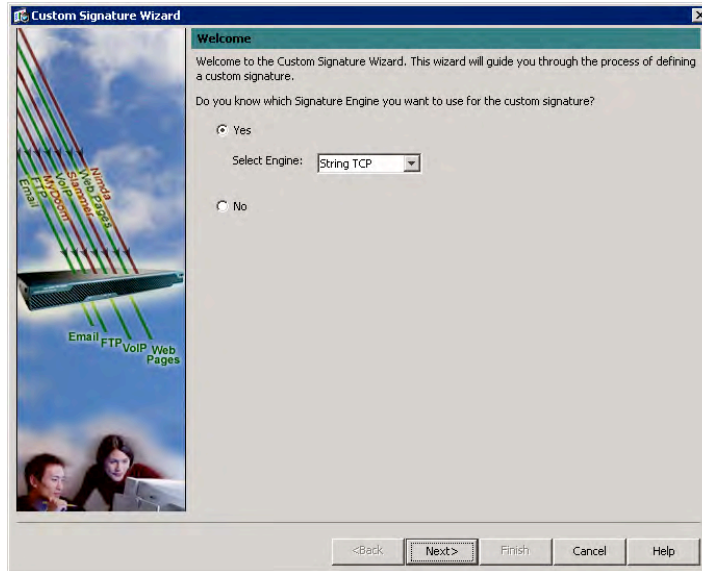 Custom Signature Wizard
Welcome
Welcome to the Custom Signature Wizard. This wizard will guide you through the process of defining
a custom signature.
Do you know which Signature Engine you want to use for the custom signature?
Yes
Select Engine: String TCP
No
Nimda
Web Pages
Slammer
VoIP
MyDoom
FTP
Email
Email
FTP
VoIP
Web
Pages
<Back Next> Finish Cancel Help